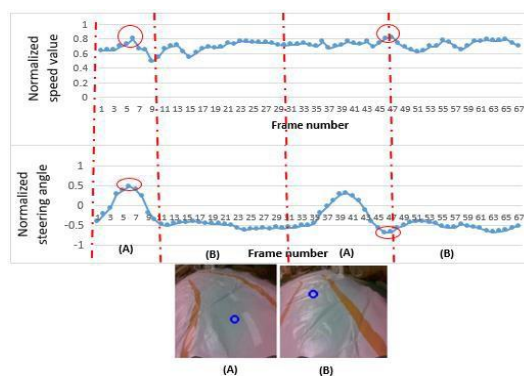 Normalized
speed value
1
0.8
0.6
0.4
0.2
0
1 3 5 7 9 11 13 15 17 19 21 23 25 27 29 31 33 35 37 39 41 43 45 47 49 51 53 55 57 59 61 63 65 67
Frame number
Normalized
steering angle
1
0.5
0
-0.5
-1
1 3 5 7 9 11 13 15 17 19 21 23 25 27 29 31 33 35 37 39 41 43 45 47 49 51 53 55 57 59 61 63 65 67
(A) (B) Frame number (A) (B)
(A) (B)